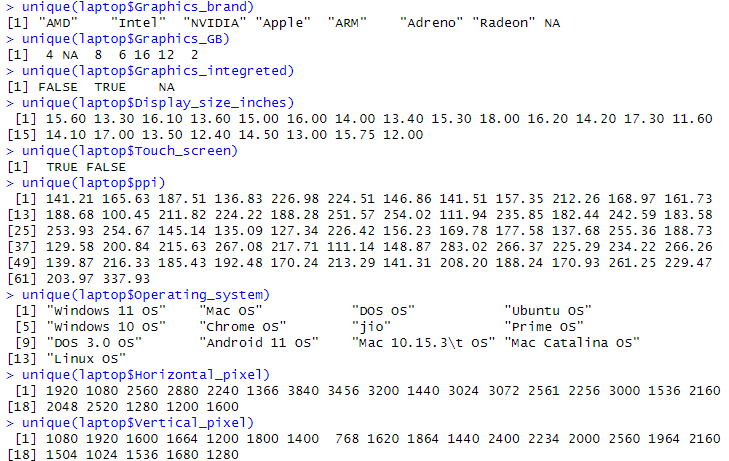 > unique(laptop$Graphics_brand)
[1] "AMD"    "Intel"  "NVIDIA" "Apple"  "ARM"    "Adreno" "Radeon" NA
> unique(laptop$Graphics_GB)
[1]  4 NA  8  6 16 12  2
> unique(laptop$Graphics_integreted)
[1] FALSE  TRUE    NA
> unique(laptop$Display_size_inches)
 [1] 15.60 13.30 16.10 13.60 15.00 16.00 14.00 13.40 15.30 18.00 16.20 14.20 17.30 11.60
[15] 14.10 17.00 13.50 12.40 14.50 13.00 15.75 12.00
> unique(laptop$Touch_screen)
[1]  TRUE FALSE
> unique(laptop$ppi)
 [1] 141.21 165.63 187.51 136.83 226.98 224.51 146.86 141.51 157.35 212.26 168.97 161.73
[13] 188.68 100.45 211.82 224.22 188.28 251.57 254.02 111.94 235.85 182.44 242.59 183.58
[25] 253.93 254.67 145.14 135.09 127.34 226.42 156.23 169.78 177.58 137.68 255.36 188.73
[37] 129.58 200.84 215.63 267.08 217.71 111.14 148.87 283.02 266.37 225.29 234.22 266.26
[49] 139.87 216.33 185.43 192.48 170.24 213.29 141.31 208.20 188.24 170.93 261.25 229.47
[61] 203.97 337.93
> unique(laptop$Operating_system)
 [1] "Windows 11 OS"    "Mac OS"           "DOS OS"           "Ubuntu OS"
 [5] "Windows 10 OS"    "Chrome OS"        "jio"              "Prime OS"
 [9] "DOS 3.0 OS"       "Android 11 OS"    "Mac 10.15.3\t OS" "Mac Catalina OS"
[13] "Linux OS"
> unique(laptop$Horizontal_pixel)
 [1] 1920 1080 2560 2880 2240 1366 3840 3456 3200 1440 3024 3072 2561 2256 3000 1536 2160
[18] 2048 2520 1280 1200 1600
> unique(laptop$Vertical_pixel)
 [1] 1080 1920 1600 1664 1200 1800 1400  768 1620 1864 1440 2400 2234 2000 2560 1964 2160
[18] 1504 1024 1536 1680 1280